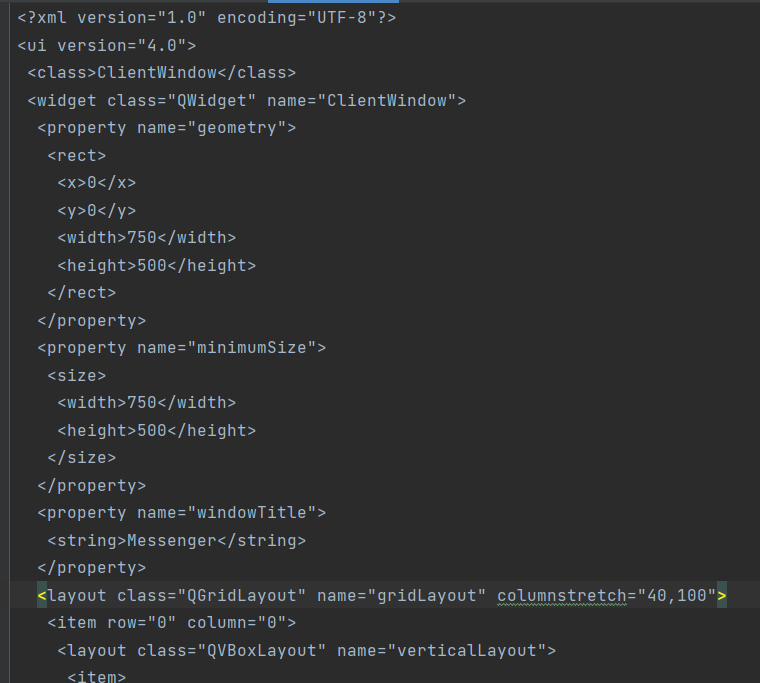 <?xml version="1.0" encoding="UTF-8"?>
<ui version="4.0">
<class>ClientWindow</class>
<widget class="QWidget" name="ClientWindow">
<property name="geometry">
<rect>
<x>0</x>
<y>0</y>
<width>750</width>
<height>500</height>
</rect>
</property>
<property name="minimumSize">
<size>
<width>750</width>
<height>500</height>
</size>
</property>
<property name="windowTitle">
<string>Messenger</string>
</property>
<layout class="QGridLayout" name="gridLayout" columnstretch="40,100">
<item row="0" column="0">
<layout class="QVBoxLayout" name="verticalLayout">
<item>